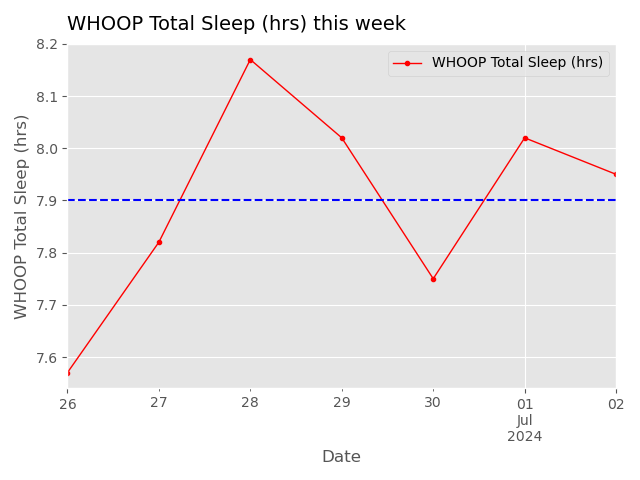 WHOOP Total Sleep (hrs) this week
WHOOP Total Sleep (hrs)
WHOOP Total Sleep (hrs)
8.2
8.1
8.0
7.9
7.8
7.7
7.6
26 27 28 29 30 01 02
Jul
2024
Date